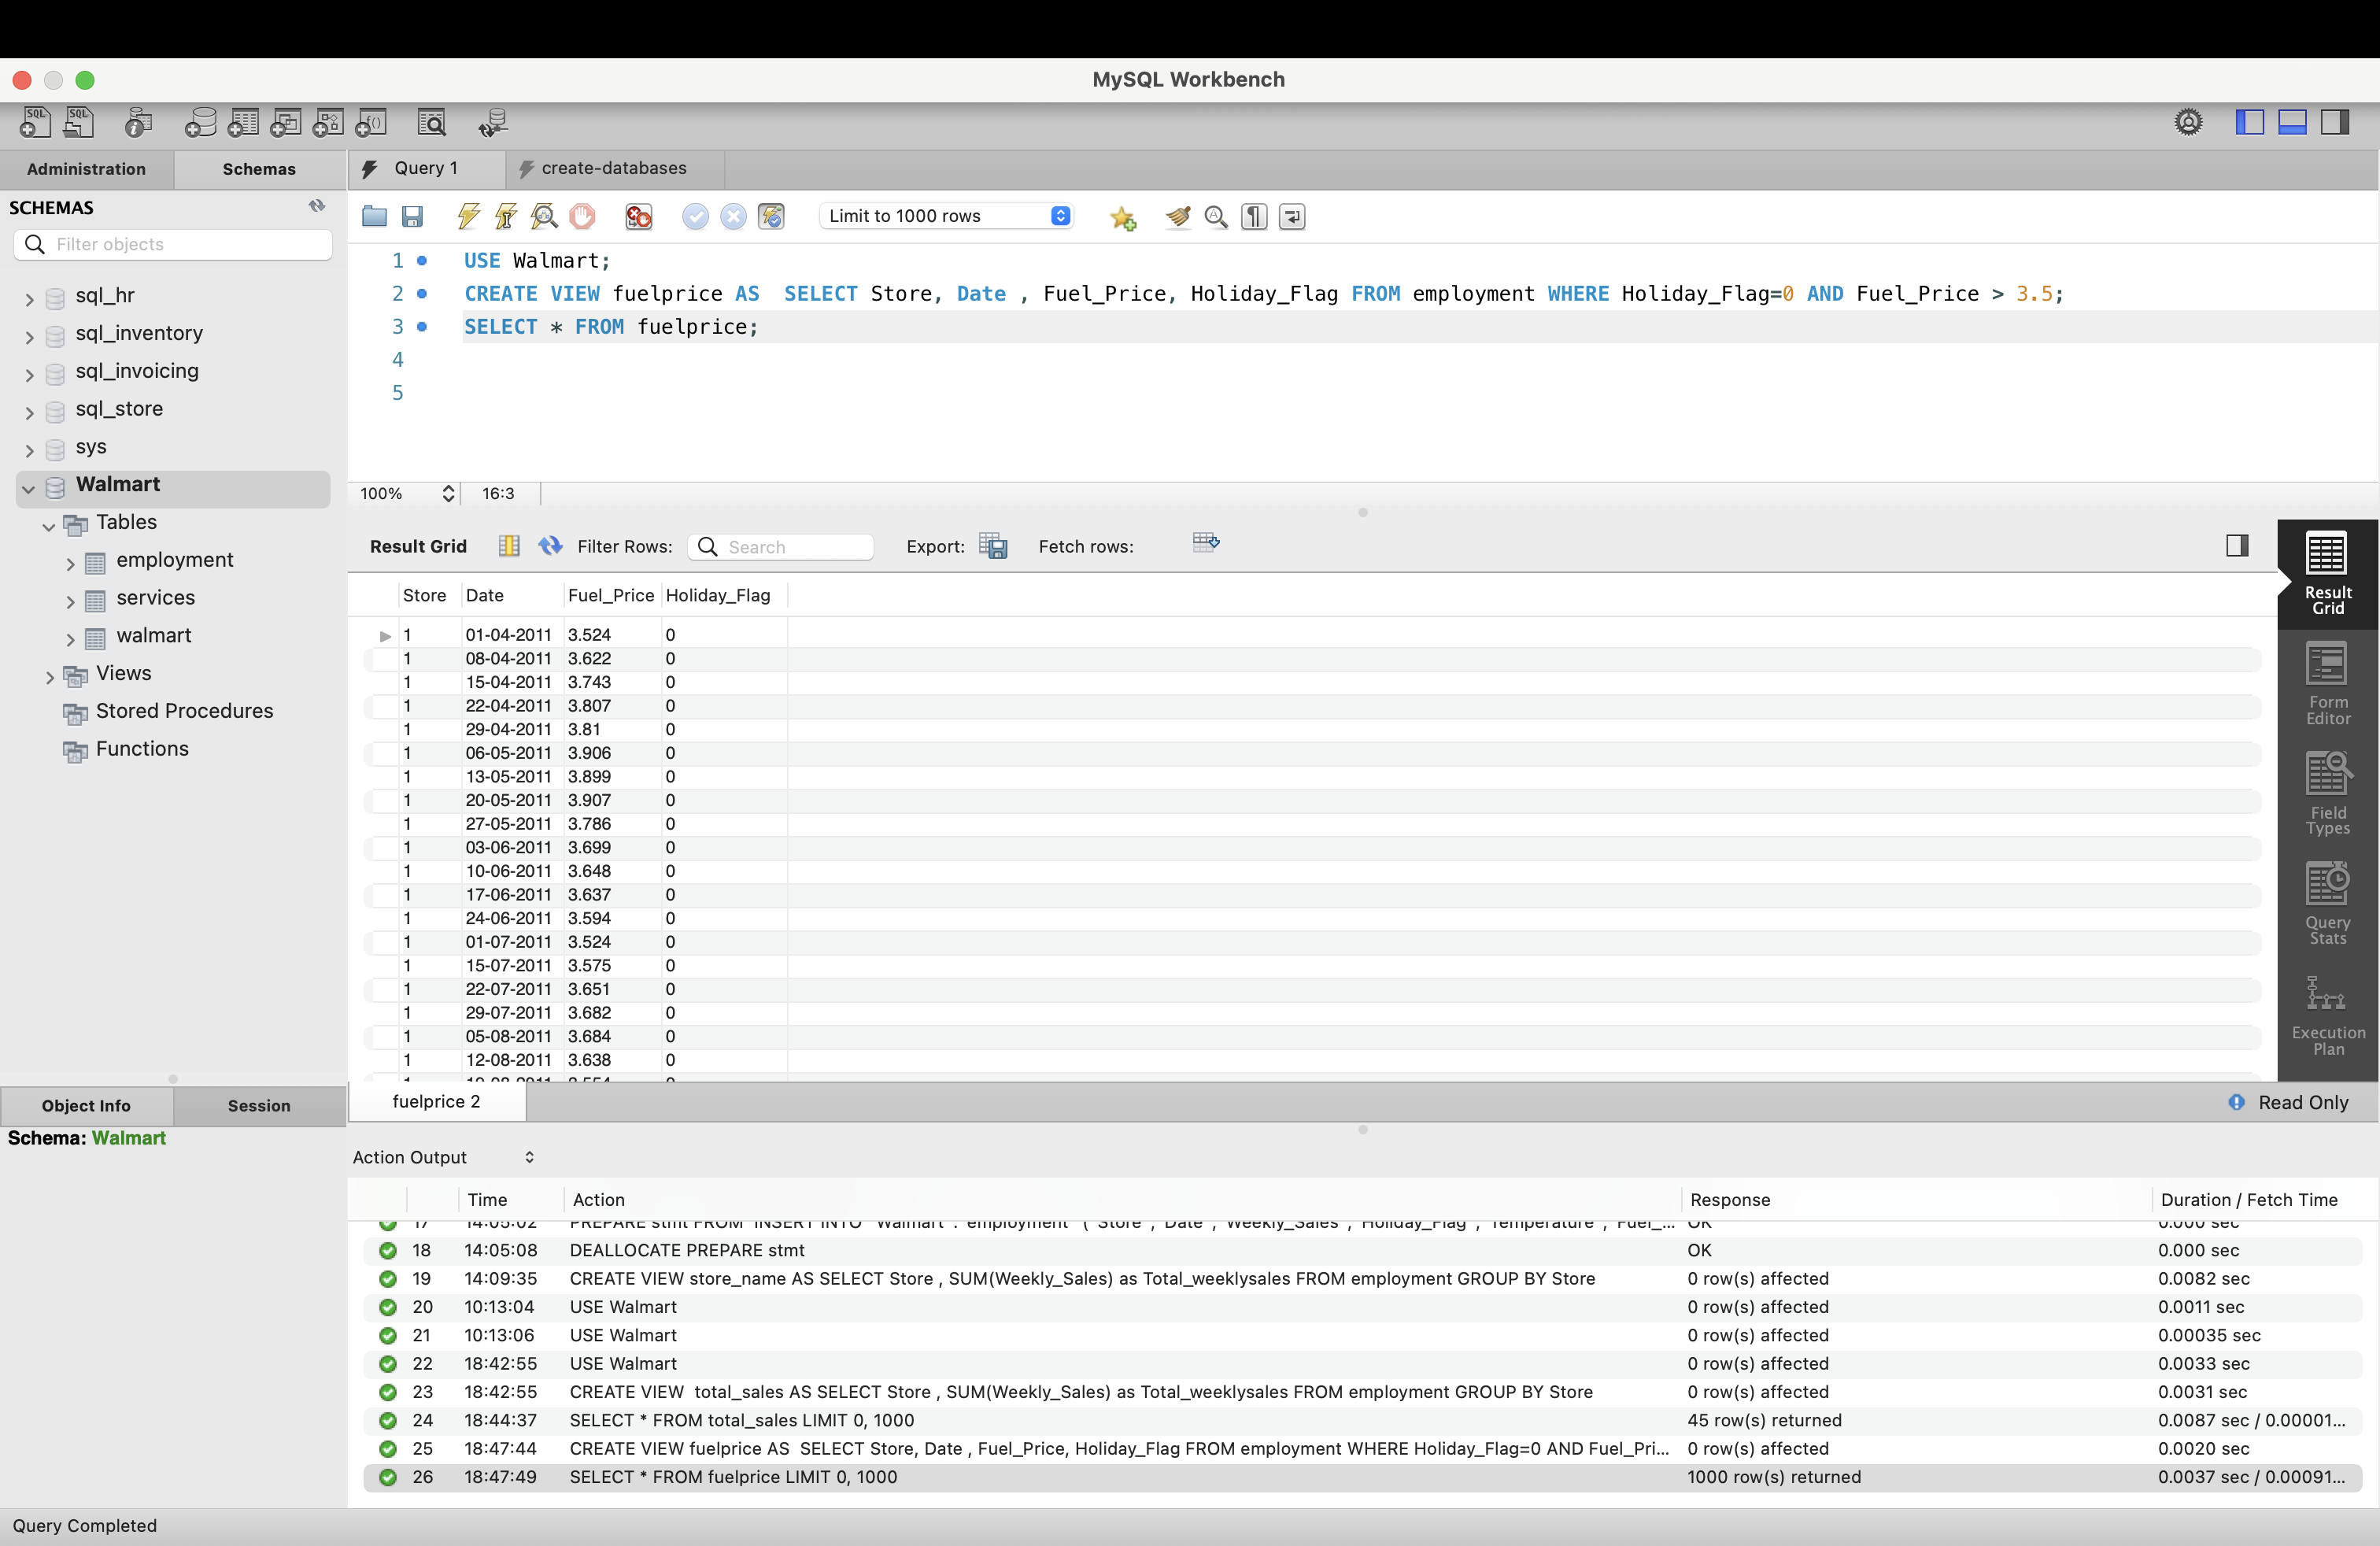 MySQL Workbench
Administration Schemas
Query 1 create-databases
SCHEMAS
Filter objects
Limit to 1000 rows
sql_hr
sql_inventory
sql_invoicing
sql_store
sys
Walmart
Tables
employment
services
walmart
Views
Stored Procedures
Functions
1 USE Walmart;
2 CREATE VIEW fuelprice AS  SELECT Store, Date , Fuel_Price, Holiday_Flag FROM employment WHERE Holiday_Flag=0 AND Fuel_Price > 3.5;
3 SELECT * FROM fuelprice;
4
5
100% 16:3
Result Grid Filter Rows: Search Export: Fetch rows:
Store Date Fuel_Price Holiday_Flag
1 01-04-2011 3.524 0
1 08-04-2011 3.622 0
1 15-04-2011 3.743 0
1 22-04-2011 3.807 0
1 29-04-2011 3.81 0
1 06-05-2011 3.906 0
1 13-05-2011 3.899 0
1 20-05-2011 3.907 0
1 27-05-2011 3.786 0
1 03-06-2011 3.699 0
1 10-06-2011 3.648 0
1 17-06-2011 3.637 0
1 24-06-2011 3.594 0
1 01-07-2011 3.524 0
1 15-07-2011 3.575 0
1 22-07-2011 3.651 0
1 29-07-2011 3.682 0
1 05-08-2011 3.684 0
1 12-08-2011 3.638 0
Result
Grid
Form
Editor
Field
Types
Query
Stats
Execution
Plan
fuelprice 2
Read Only
Object Info Session
Schema: Walmart
Action Output
Time Action Response Duration / Fetch Time
17 14:05:02 PREPARE stmt FROM 'INSERT INTO `Walmart`.`employment` (`Store`,`Date`,`Weekly_Sales`,`Holiday_Flag`,`Temperature`,`Fuel_... OK 0.000 sec
18 14:05:08 DEALLOCATE PREPARE stmt OK 0.000 sec
19 14:09:35 CREATE VIEW store_name AS SELECT Store , SUM(Weekly_Sales) as Total_weeklysales FROM employment GROUP BY Store 0 row(s) affected 0.0082 sec
20 10:13:04 USE Walmart 0 row(s) affected 0.0011 sec
21 10:13:06 USE Walmart 0 row(s) affected 0.00035 sec
22 18:42:55 USE Walmart 0 row(s) affected 0.0033 sec
23 18:42:55 CREATE VIEW  total_sales AS SELECT Store , SUM(Weekly_Sales) as Total_weeklysales FROM employment GROUP BY Store 0 row(s) affected 0.0031 sec
24 18:44:37 SELECT * FROM total_sales LIMIT 0, 1000 45 row(s) returned 0.0087 sec / 0.00001...
25 18:47:44 CREATE VIEW fuelprice AS  SELECT Store, Date , Fuel_Price, Holiday_Flag FROM employment WHERE Holiday_Flag=0 AND Fuel_Pri... 0 row(s) affected 0.0020 sec
26 18:47:49 SELECT * FROM fuelprice LIMIT 0, 1000 1000 row(s) returned 0.0037 sec / 0.00091...
Query Completed